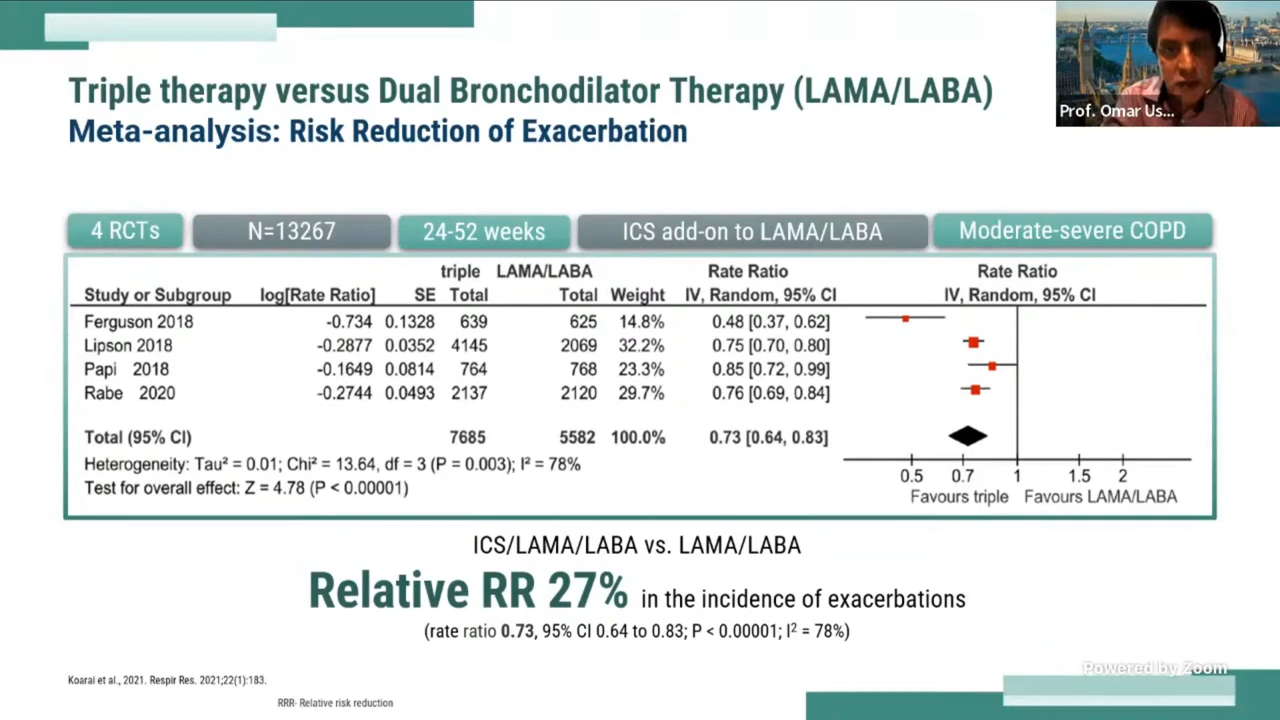 Prof. Omar Us...
Triple therapy versus Dual Bronchodilator Therapy (LAMA/LABA)
Meta-analysis: Risk Reduction of Exacerbation
4 RCTs N=13267 24-52 weeks ICS add-on to LAMA/LABA Moderate-severe COPD
triple LAMA/LABA Rate Ratio Rate Ratio
Study or Subgroup log[Rate Ratio] SE Total Total Weight IV, Random, 95% CI IV, Random, 95% CI
Ferguson 2018 -0.734 0.1328 639 625 14.8% 0.48 [0.37, 0.62]
Lipson 2018 -0.2877 0.0352 4145 2069 32.2% 0.75 [0.70, 0.80]
Papi 2018 -0.1649 0.0814 764 768 23.3% 0.85 [0.72, 0.99]
Rabe 2020 -0.2744 0.0493 2137 2120 29.7% 0.76 [0.69, 0.84]
Total (95% CI) 7685 5582 100.0% 0.73 [0.64, 0.83]
Heterogeneity: Tau² = 0.01; Chi² = 13.64, df = 3 (P = 0.003); I² = 78%
Test for overall effect: Z = 4.78 (P < 0.00001)
0.5 0.7 1 1.5 2
Favours triple Favours LAMA/LABA
ICS/LAMA/LABA vs. LAMA/LABA
Relative RR 27% in the incidence of exacerbations
(rate ratio 0.73, 95% CI 0.64 to 0.83; P < 0.00001; I² = 78%)
Powered by Zoom
Koarai et al., 2021. Respir Res. 2021;22(1):183.
RRR- Relative risk reduction